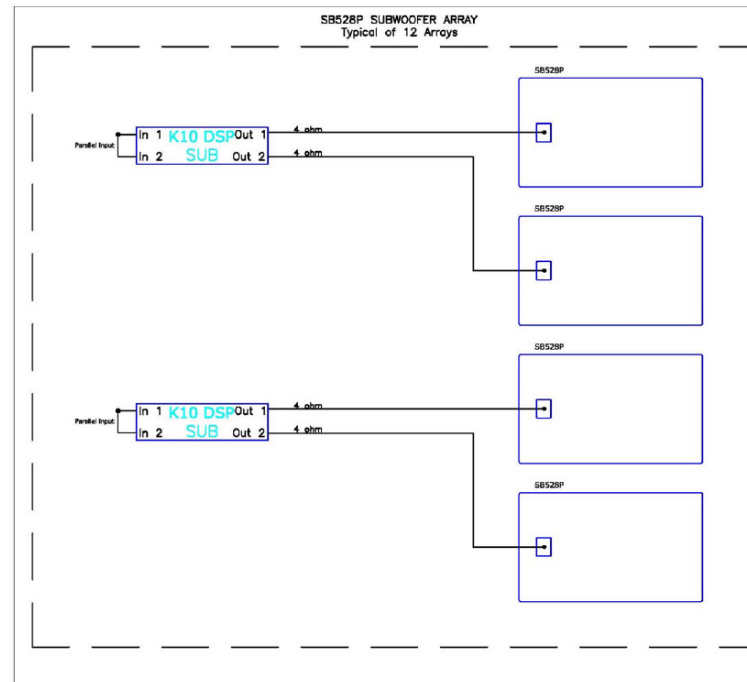 SB528P SUBWOOFER ARRAY
Typical of 12 Arrays
SB528P
In 1 K10 DSP Out 1 4 ohm
Parallel Input
In 2 SUB Out 2 4 ohm
SB528P
SB528P
In 1 K10 DSP Out 1 4 ohm
Parallel Input
In 2 SUB Out 2 4 ohm
SB528P